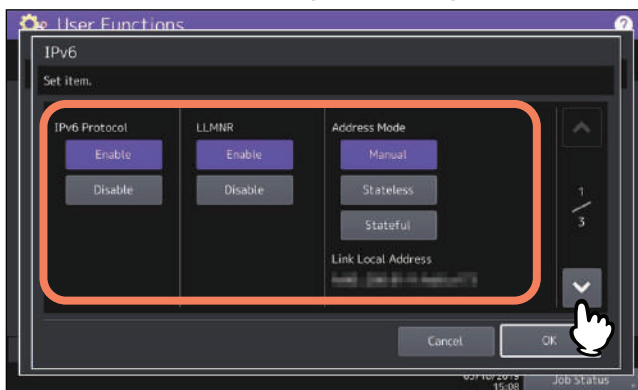 User Functions
?
IPv6
Set item.
IPv6 Protocol
LLMNR
Address Mode
Enable
Enable
Manual
Disable
Disable
Stateless
1
Stateful
3
Link Local Address
Cancel
OK
15:08
Job Status